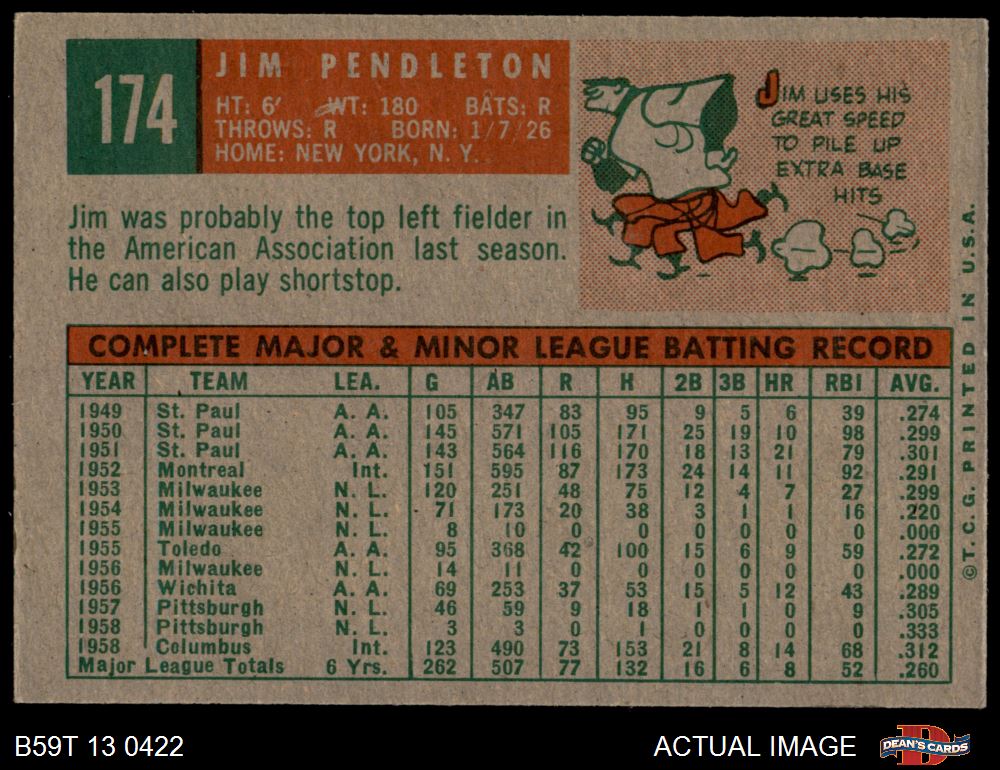 174
JIM PENDLETON
HT: 6' WT: 180 BATS: R
THROWS: R BORN: 1/7/26
HOME: NEW YORK, N. Y.
JIM USES HIS
GREAT SPEED
TO PILE UP
EXTRA BASE
HITS
Jim was probably the top left fielder in
the American Association last season.
He can also play shortstop.
COMPLETE MAJOR & MINOR LEAGUE BATTING RECORD
YEAR TEAM LEA. G AB R H 2B 3B HR RBI AVG.
1949 St. Paul A. A. 105 347 83 95 9 5 6 39 .274
1950 St. Paul A. A. 145 571 105 171 25 19 10 98 .299
1951 St. Paul A. A. 143 564 116 170 18 13 21 79 .301
1952 Montreal Int. 151 595 87 173 24 14 11 92 .291
1953 Milwaukee N. L. 120 251 48 75 12 4 7 27 .299
1954 Milwaukee N. L. 71 173 20 38 3 1 1 16 .220
1955 Milwaukee N. L. 8 10 0 0 0 0 0 0 .000
1955 Toledo A. A. 95 368 42 100 15 6 9 59 .272
1956 Milwaukee N. L. 14 11 0 0 0 0 0 0 .000
1956 Wichita A. A. 69 253 37 53 15 5 12 43 .289
1957 Pittsburgh N. L. 46 59 9 18 1 1 0 9 .305
1958 Pittsburgh N. L. 3 3 0 1 0 0 0 0 .333
1958 Columbus Int. 123 490 73 153 21 8 14 68 .312
Major League Totals 6 Yrs. 262 507 77 132 16 6 8 52 .260
© T. C. G. PRINTED IN U.S.A.
B59T 13 0422
ACTUAL IMAGE
D
DEAN'S CARDS